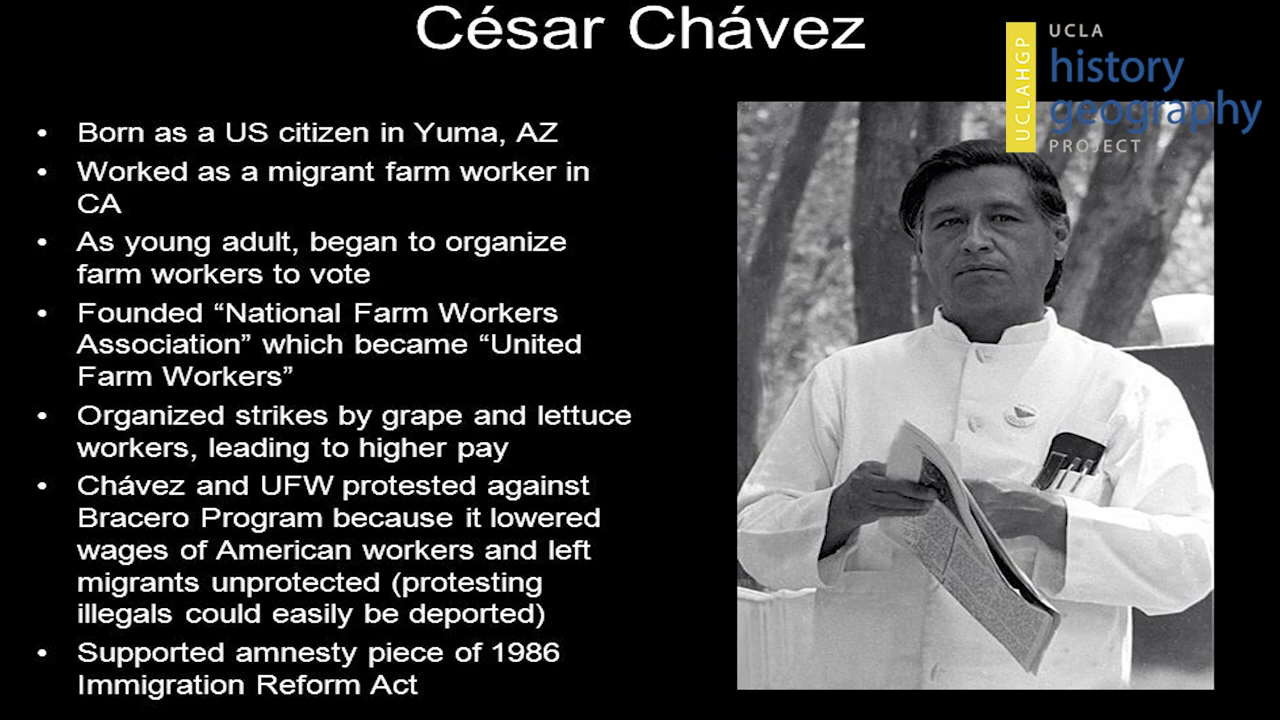 César Chávez
UCLAHGP
UCLA
history
geography
PROJECT
• Born as a US citizen in Yuma, AZ
• Worked as a migrant farm worker in
CA
• As young adult, began to organize
farm workers to vote
• Founded “National Farm Workers
Association” which became “United
Farm Workers”
• Organized strikes by grape and lettuce
workers, leading to higher pay
• Chávez and UFW protested against
Bracero Program because it lowered
wages of American workers and left
migrants unprotected (protesting
illegals could easily be deported)
• Supported amnesty piece of 1986
Immigration Reform Act